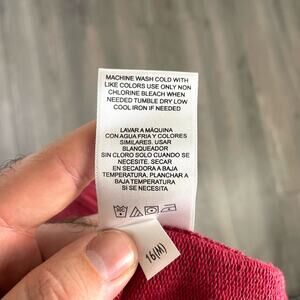 MACHINE WASH COLD WITH
LIKE COLORS USE ONLY NON
CHLORINE BLEACH WHEN
NEEDED TUMBLE DRY LOW
COOL IRON IF NEEDED
LAVAR A MÁQUINA
CON AGUA FRIA Y COLORES
SIMILARES. USAR
BLANQUEADOR
SIN CLORO SOLO CUANDO SE
NECESITE. SECAR
EN SECADORA A BAJA
TEMPERATURA. PLANCHAR A
BAJA TEMPERATURA
SI SE NECESITA
16(M)